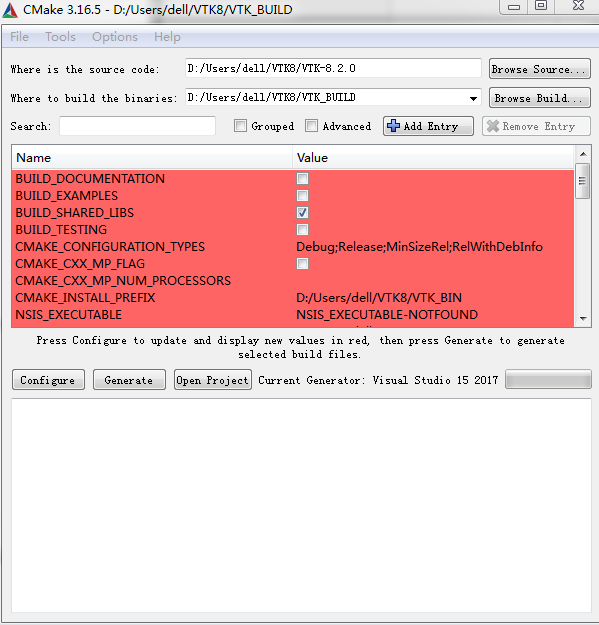 CMake 3.16.5 - D:/Users/dell/VTK8/VTK_BUILD
File Tools Options Help
Where is the source code: D:/Users/dell/VTK8/VTK-8.2.0 Browse Source...
Where to build the binaries: D:/Users/dell/VTK8/VTK_BUILD Browse Build...
Search: Grouped Advanced Add Entry Remove Entry
Name Value
BUILD_DOCUMENTATION
BUILD_EXAMPLES
BUILD_SHARED_LIBS
BUILD_TESTING
CMAKE_CONFIGURATION_TYPES Debug;Release;MinSizeRel;RelWithDebInfo
CMAKE_CXX_MP_FLAG
CMAKE_CXX_MP_NUM_PROCESSORS
CMAKE_INSTALL_PREFIX D:/Users/dell/VTK8/VTK_BIN
NSIS_EXECUTABLE NSIS_EXECUTABLE-NOTFOUND
Press Configure to update and display new values in red, then press Generate to generate
selected build files.
Configure Generate Open Project Current Generator: Visual Studio 15 2017